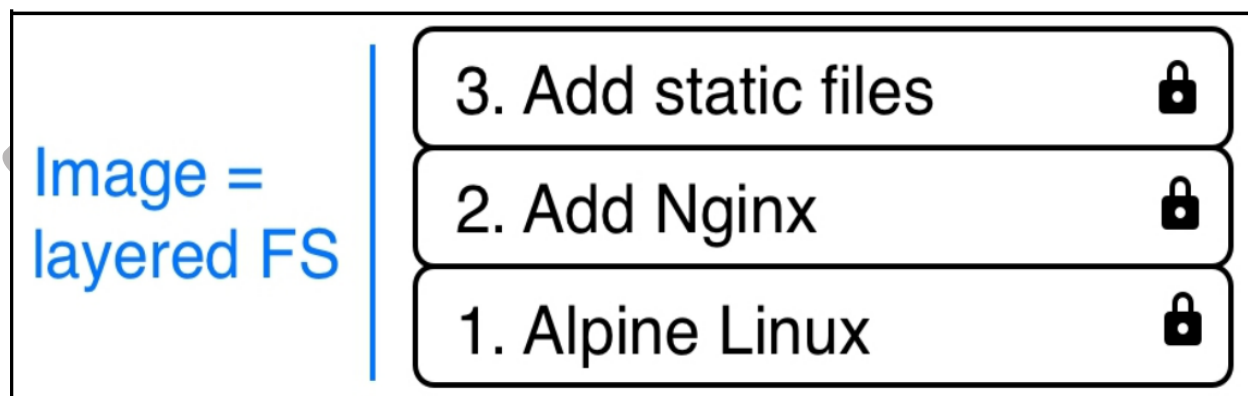 Image =
layered FS
3. Add static files
2. Add Nginx
1. Alpine Linux